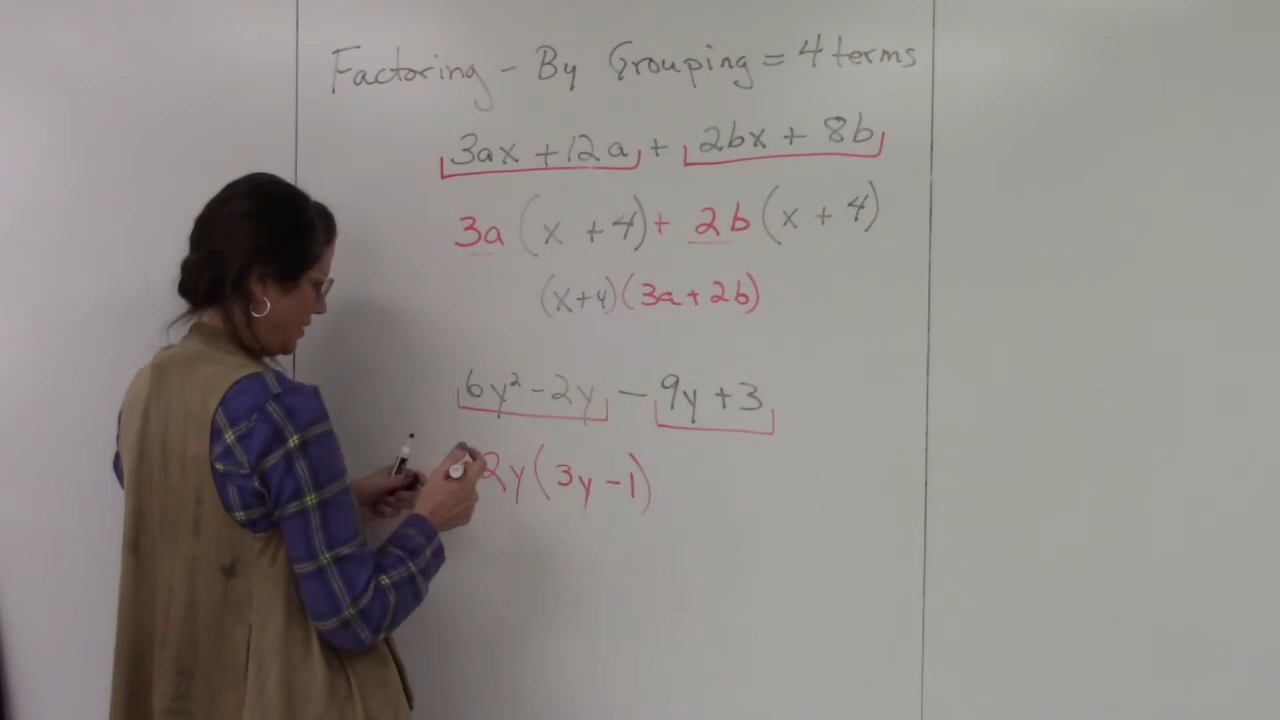 Factoring - By Grouping = 4 terms
3ax + 12a + 2bx + 8b
3a (x + 4) + 2b (x + 4)
(x+4)(3a + 2b)
6y² - 2y - 9y + 3
2y(3y - 1)